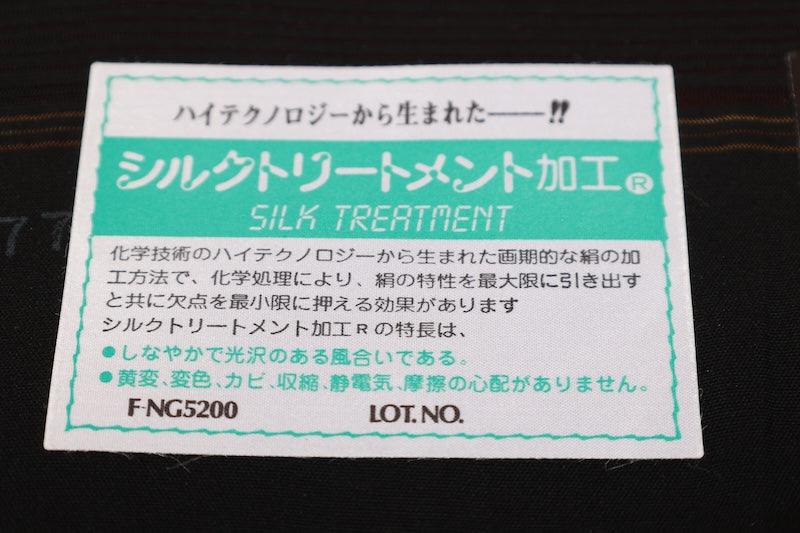 ハイテクノロジーから生まれた——!!
シルクトリートメント加工®
SILK TREATMENT
化学技術のハイテクノロジーから生まれた画期的な絹の加
工方法で、化学処理により、絹の特性を最大限に引き出す
と共に欠点を最小限に押える効果があります
シルクトリートメント加工Rの特長は、
●しなやかで光沢のある風合いである。
●黄変、変色、カビ、収縮、静電気、摩擦の心配がありません。
F-NG5200 LOT.NO.
77